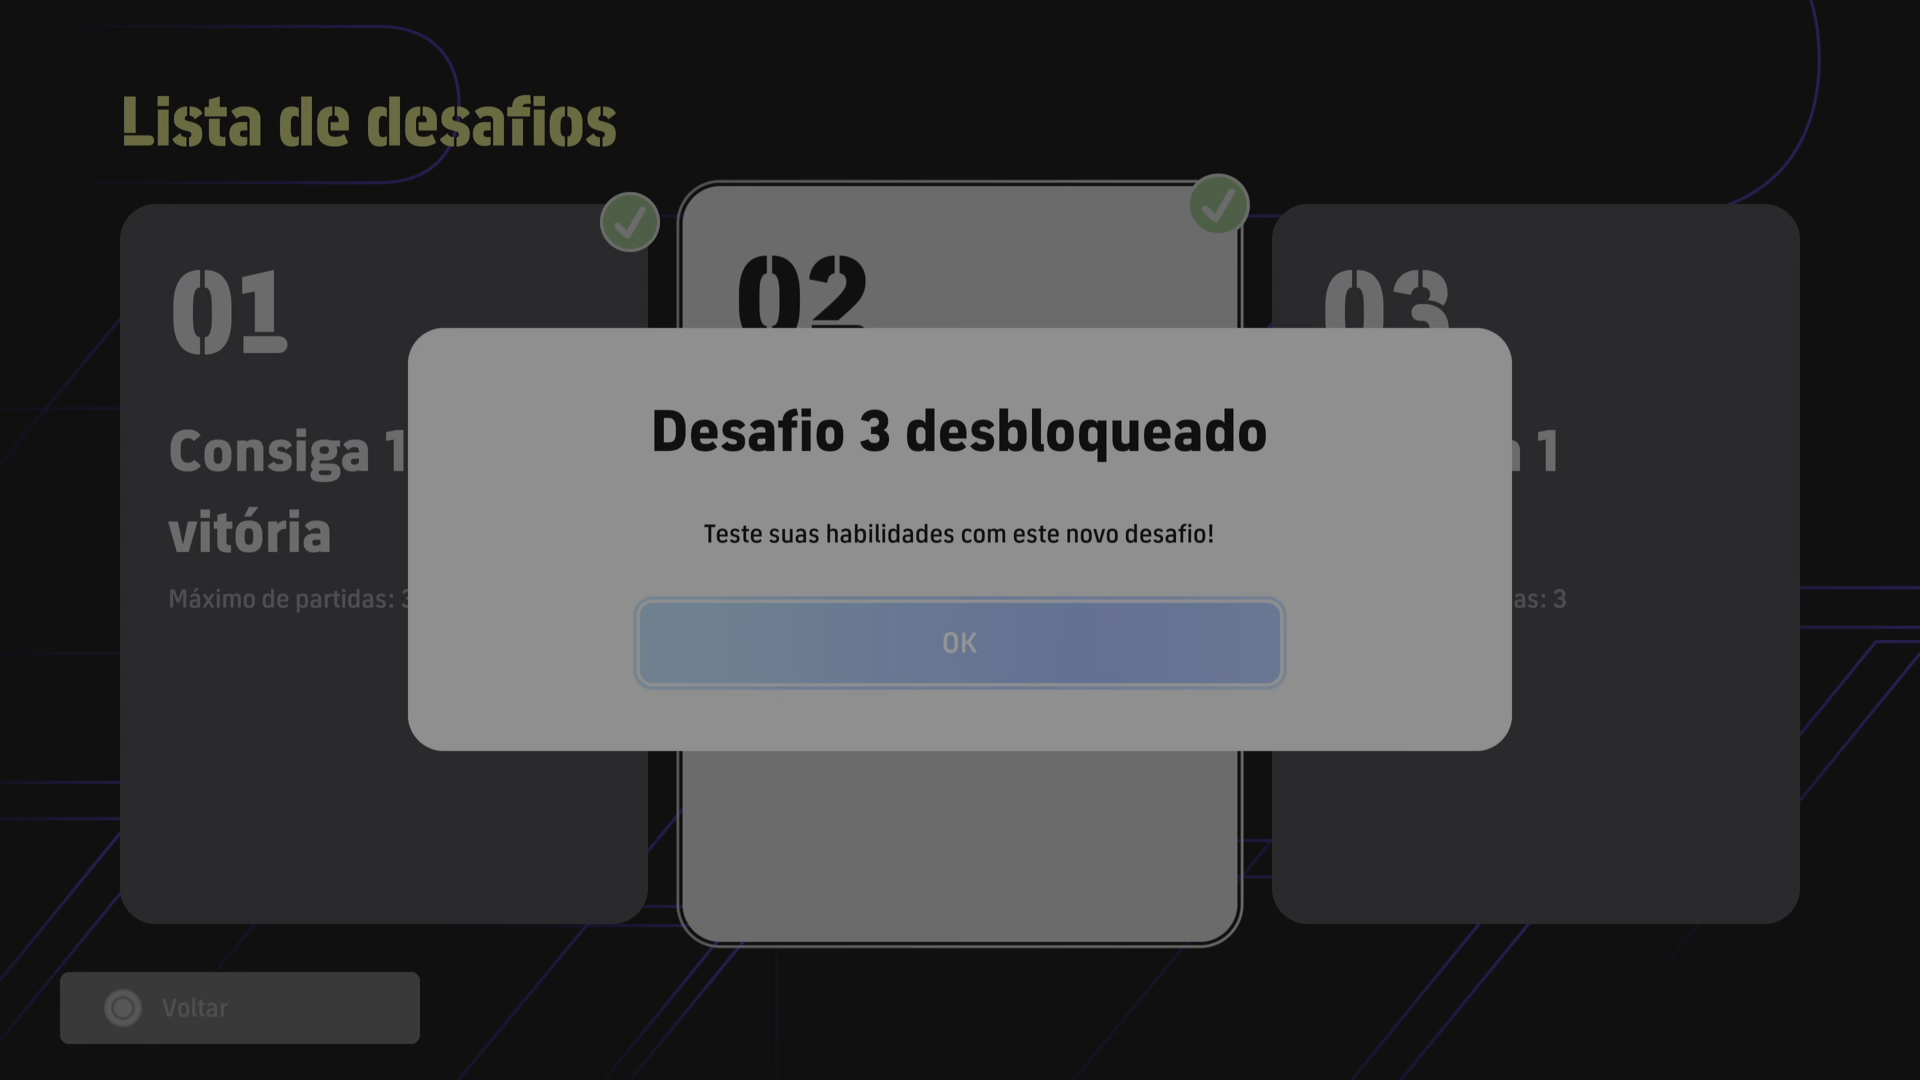 Lista de desafios
01
02
03
Consiga 1
vitória
Máximo de partidas: 3
Desafio 3 desbloqueado
Teste suas habilidades com este novo desafio!
OK
1
as: 3
Voltar